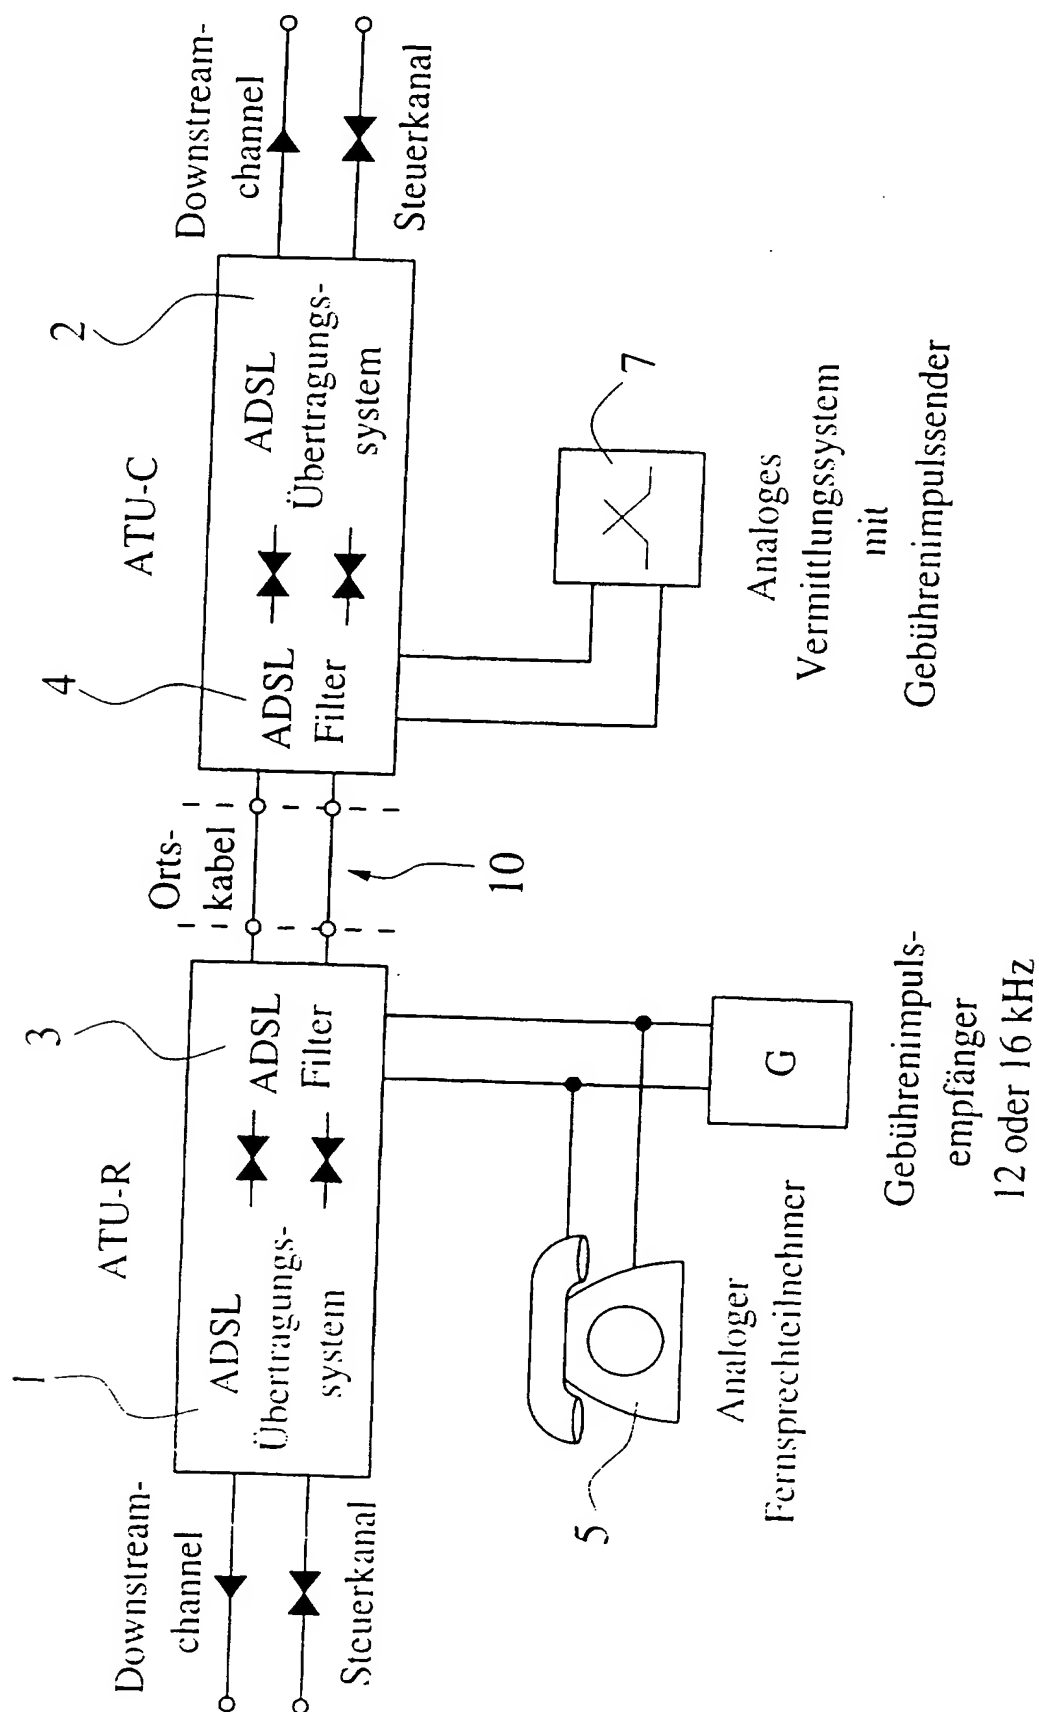 1
ATU-R
3
Orts-
kabel
4
ATU-C
2
Downstream-
channel
ADSL
Übertragungs-
system
ADSL
Filter
ADSL
Filter
ADSL
Übertragungs-
system
Downstream-
channel
Steuerkanal
10
Steuerkanal
5
Analoger
Fernsprechteilnehmer
G
Gebührenimpuls-
empfänger
12 oder 16 kHz
7
Analoges
Vermittlungssystem
mit
Gebührenimpulssender